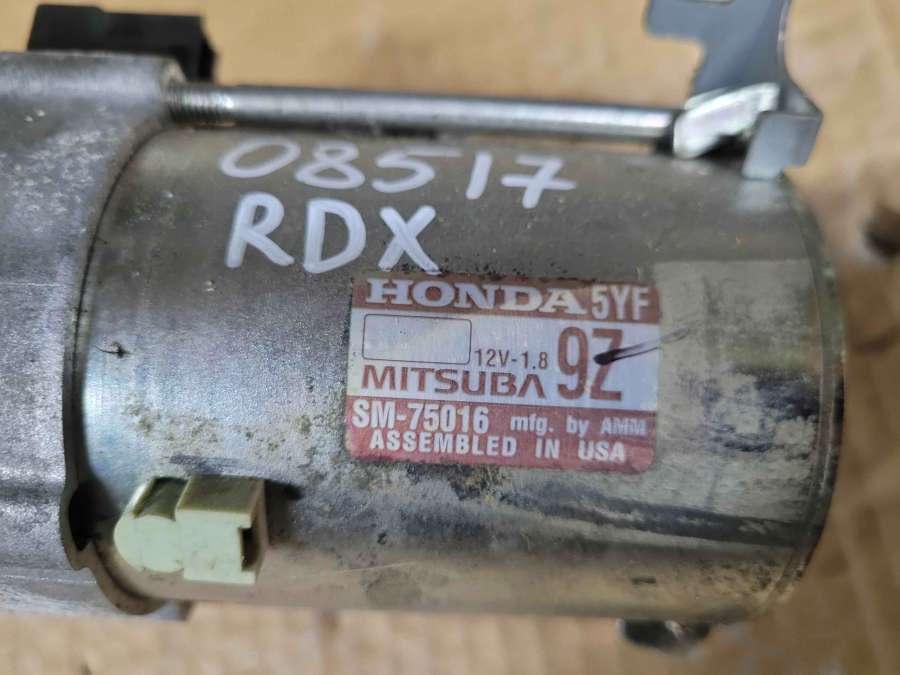 08517
RDX
HONDA 5YF
12V-1.8 9Z
MITSUBA
SM-75016 mfg. by AMM
ASSEMBLED IN USA